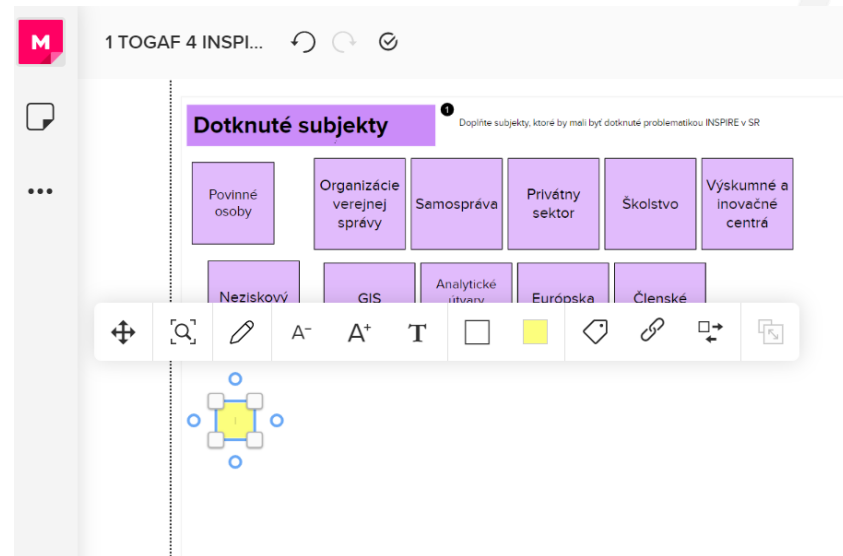 M
1 TOGAF 4 INSPI...
Dotknuté subjekty
1
Doplňte subjekty, ktoré by mali byť dotknuté problematikou INSPIRE v SR
Povinné
osoby
Organizácie
verejnej
správy
Samospráva
Privátny
sektor
Školstvo
Výskumné a
inovačné
centrá
Neziskový
GIS
Analytické
útvary
Európska
Členské
A-
A+
T